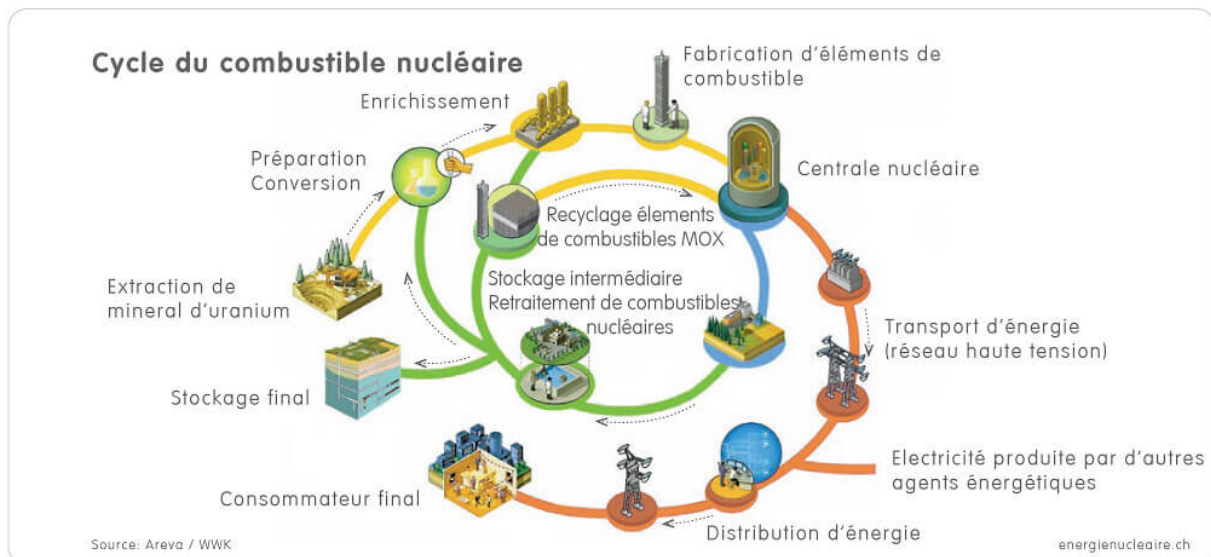 Cycle du combustible nucléaire
Fabrication d'éléments de
combustible
Enrichissement
Préparation
Conversion
Centrale nucléaire
Recyclage élements
de combustibles MOX
Stockage intermédiaire
Retraitement de combustibles
nucléaires
Extraction de
mineral d'uranium
Transport d'énergie
(réseau haute tension)
Stockage final
Electricité produite par d'autres
agents énergétiques
Consommateur final
Distribution d'énergie
Source: Areva / WWK
energienucleaire.ch